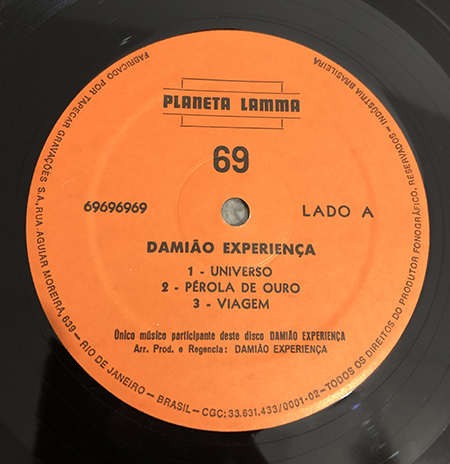 PLANETA LAMMA
69
69696969
LADO A
DAMIÃO EXPERIENÇA
1 - UNIVERSO
2 - PÉROLA DE OURO
3 - VIAGEM
Único músico participante deste disco DAMIÃO EXPERIENÇA
Arr. Prod. e Regencia: DAMIÃO EXPERIENÇA
FABRICADO POR TAPECAR GRAVAÇÕES S.A. RUA AGUIAR MOREIRA, 639 - RIO DE JANEIRO - BRASIL - CGC: 33.631.433/0001-02 - TODOS OS DIREITOS DO PRODUTOR FONOGRÁFICO, RESERVADOS - INDÚSTRIA BRASILEIRA